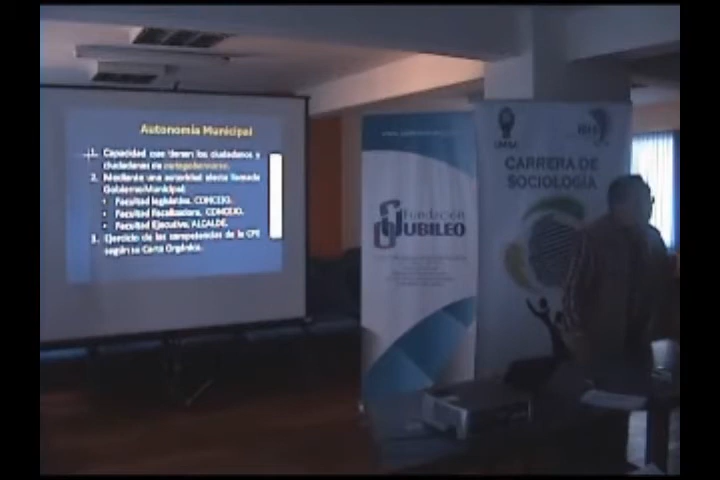 Autonomía Municipal
1. Capacidad que tienen los ciudadanos y
ciudadanas de autogobernarse.
2. Mediante una autoridad electa llamada
Gobierno Municipal:
• Facultad legislativa, CONCEJO.
• Facultad fiscalizadora, CONCEJO.
• Facultad Ejecutiva, ALCALDE.
3. Ejercicio de las competencias de la CPE
según su Carta Orgánica.
Fundación
JUBILEO
UMSA
CARRERA DE
SOCIOLOGÍA